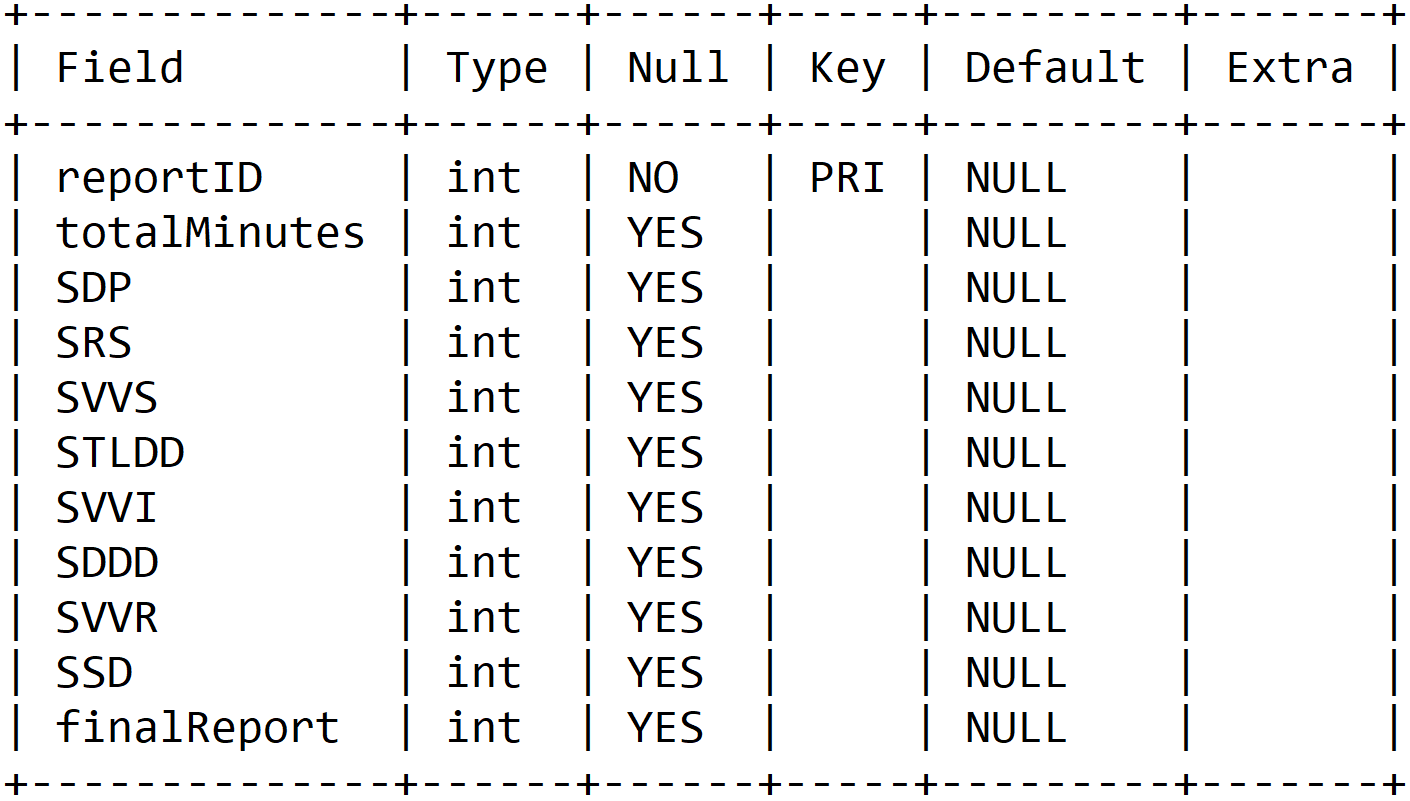 +--------------+------+------+-----+---------+-------+
| Field        | Type | Null | Key | Default | Extra |
+--------------+------+------+-----+---------+-------+
| reportID     | int  | NO   | PRI | NULL    |       |
| totalMinutes | int  | YES  |     | NULL    |       |
| SDP          | int  | YES  |     | NULL    |       |
| SRS          | int  | YES  |     | NULL    |       |
| SVVS         | int  | YES  |     | NULL    |       |
| STLDD        | int  | YES  |     | NULL    |       |
| SVVI         | int  | YES  |     | NULL    |       |
| SDDD         | int  | YES  |     | NULL    |       |
| SVVR         | int  | YES  |     | NULL    |       |
| SSD          | int  | YES  |     | NULL    |       |
| finalReport  | int  | YES  |     | NULL    |       |
+--------------+------+------+-----+---------+-------+